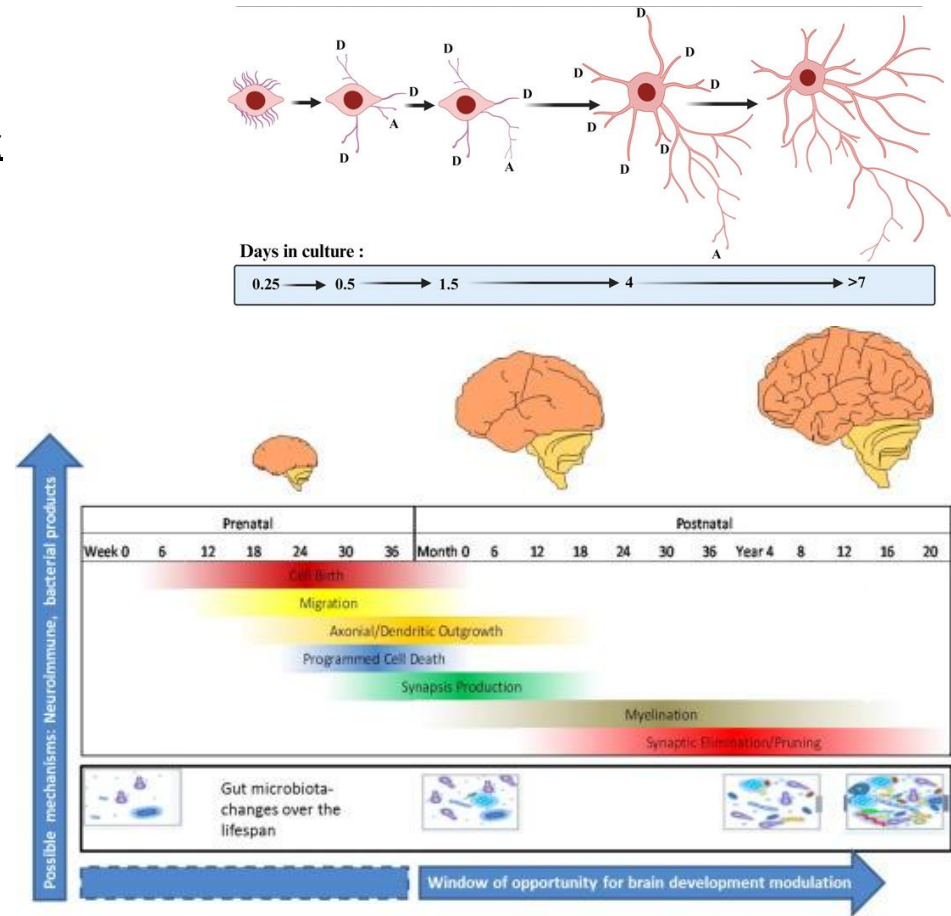 D
D
D
D
D
D
D
D
A
D
D
D
A
D
D
A
Days in culture :
0.25
0.5
1.5
4
>7
Possible mechanisms: Neuroimmune, bacterial products
Prenatal
Postnatal
Week 0 6 12 18 24 30 36 Month 0 6 12 18 24 30 36 Year 4 8 12 16 20
Cell Birth
Migration
Axonial/Dendritic Outgrowth
Programmed Cell Death
Synapsis Production
Myelination
Synaptic Elimination/Pruning
Gut microbiota-
changes over the
lifespan
Window of opportunity for brain development modulation